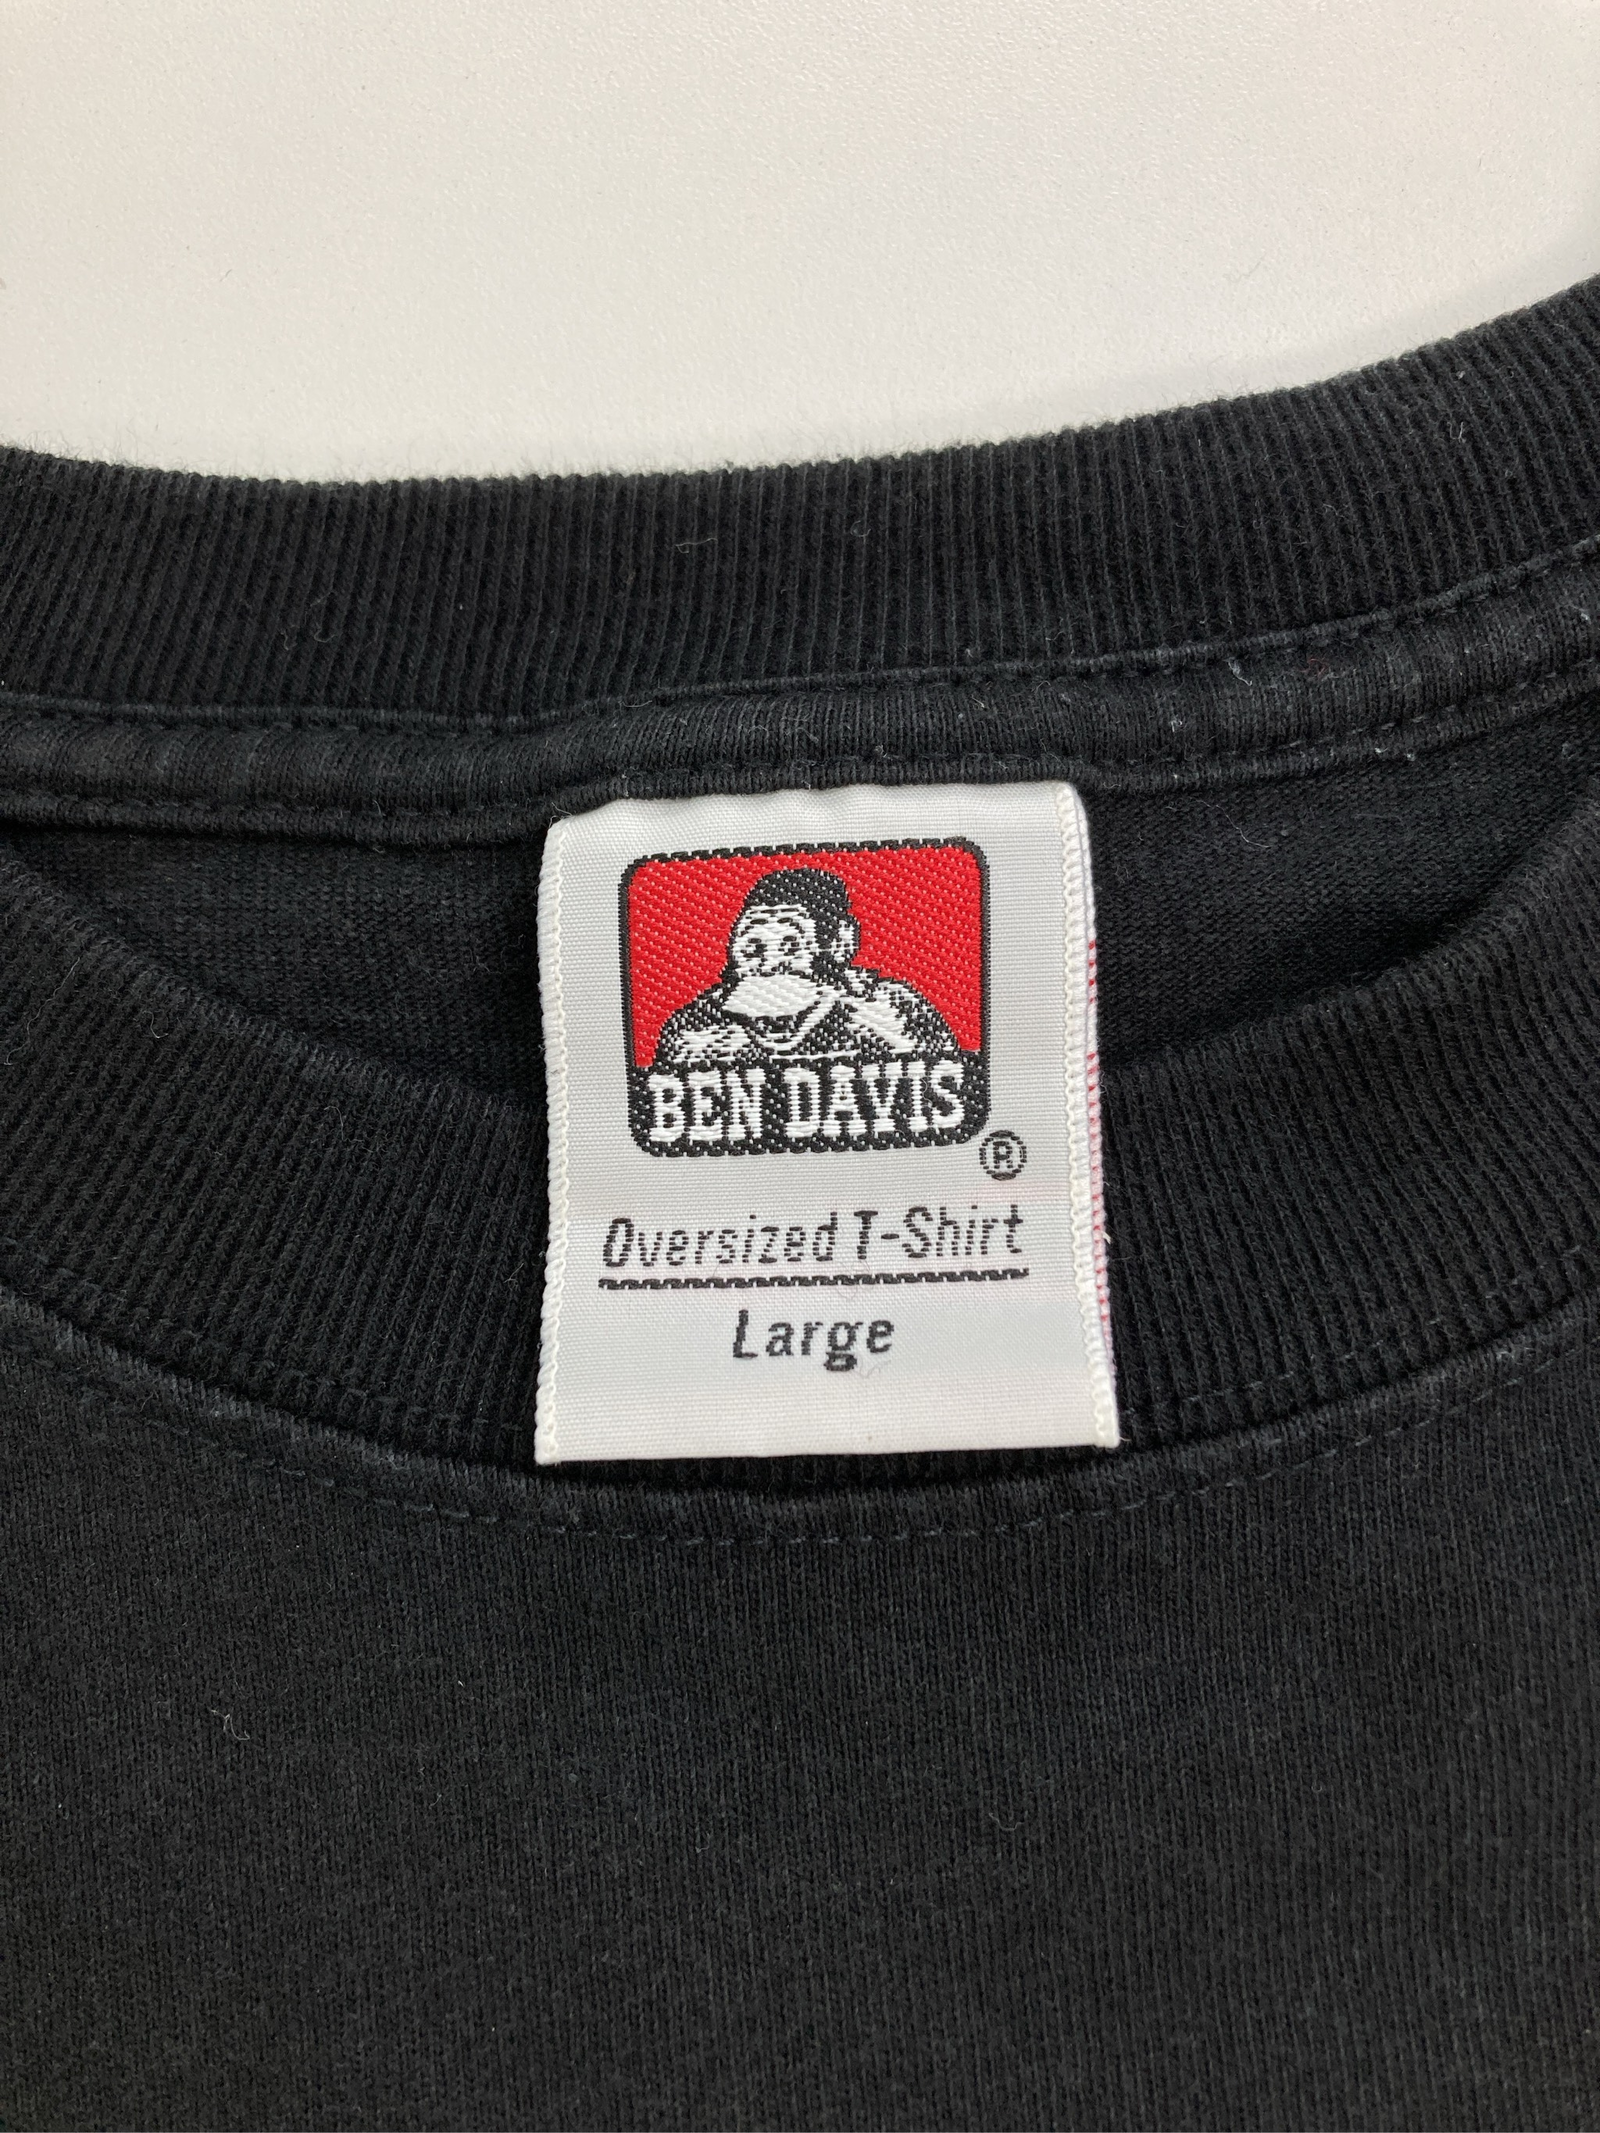 BEN DAVIS
®
Oversized T-Shirt
Large